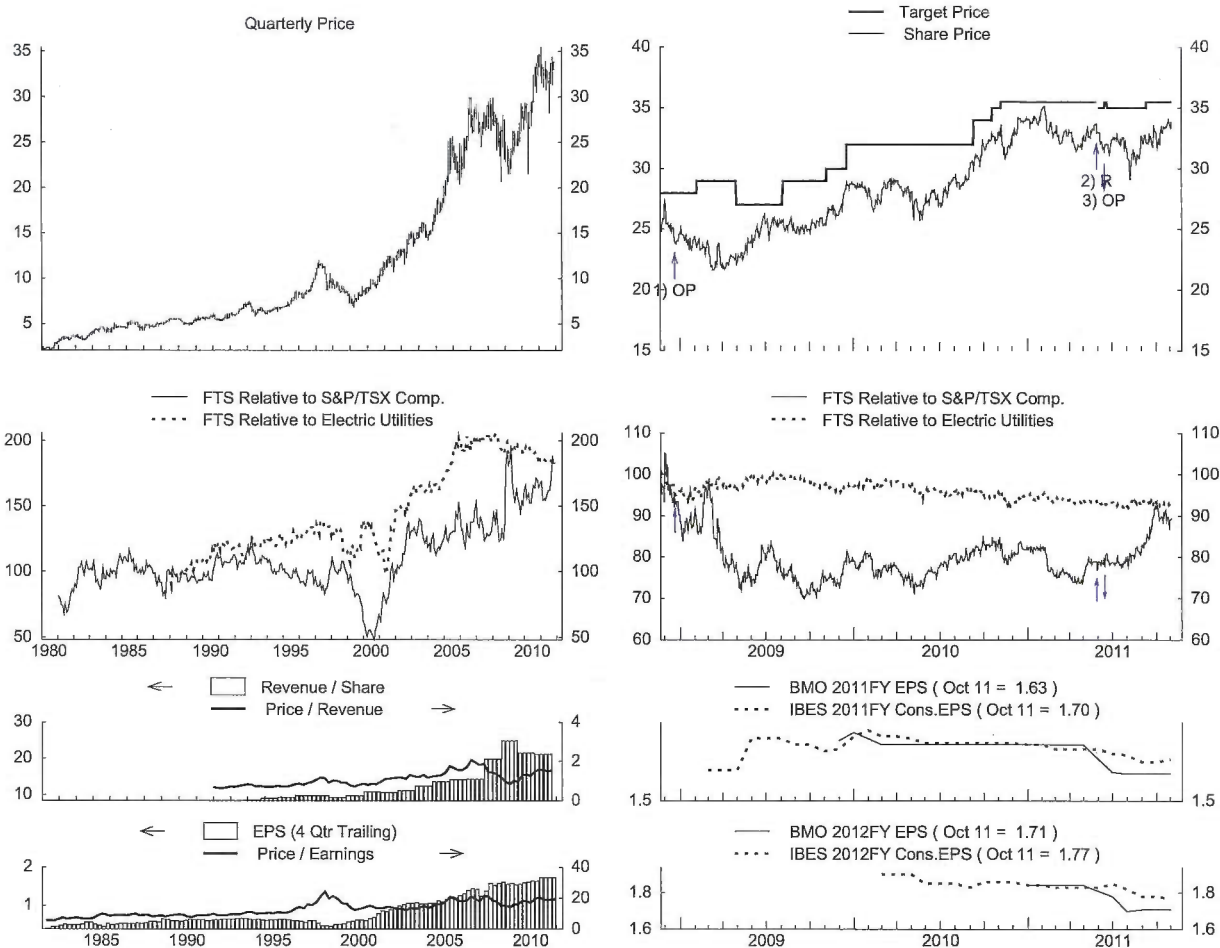 Quarterly Price
35 35
30 30
25 25
20 20
15 15
10 10
5 5
Target Price
Share Price
40 40
35 35
30 30
25 25
20 20
15 15
1) OP
2) R
3) OP
FTS Relative to S&P/TSX Comp.
FTS Relative to Electric Utilities
200 200
150 150
100 100
50 50
1980 1985 1990 1995 2000 2005 2010
FTS Relative to S&P/TSX Comp.
FTS Relative to Electric Utilities
110 110
100 100
90 90
80 80
70 70
60 60
2009 2010 2011
Revenue / Share
Price / Revenue
30 4
20 2
10 0
EPS (4 Qtr Trailing)
Price / Earnings
2 40
1 20
0
1985 1990 1995 2000 2005 2010
BMO 2011FY EPS ( Oct 11 = 1.63 )
IBES 2011FY Cons.EPS ( Oct 11 = 1.70 )
1.5 1.5
BMO 2012FY EPS ( Oct 11 = 1.71 )
IBES 2012FY Cons.EPS ( Oct 11 = 1.77 )
1.8 1.8
1.6 1.6
2009 2010 2011